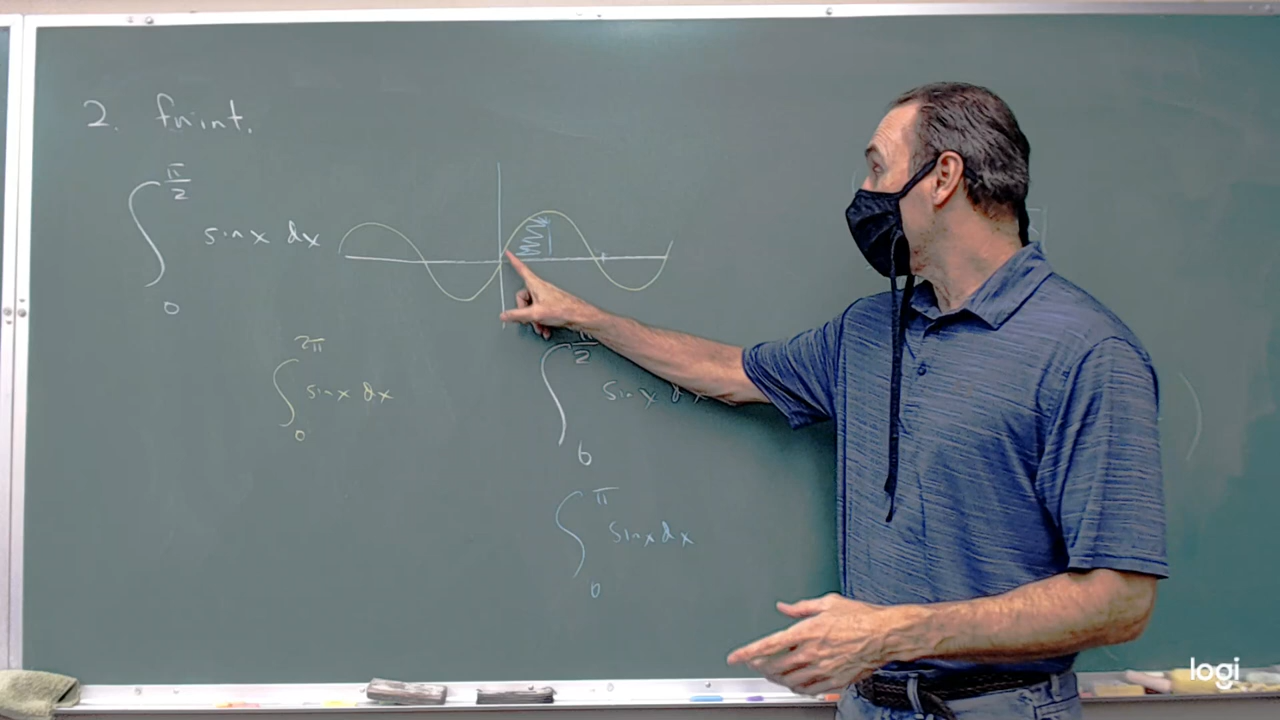 2. fnint.
∫₀^{π/2} sin x dx
∫₀^{2π} sin x dx
∫₀^{π/2} sin x dx
∫₀^{π} sin x dx
logi